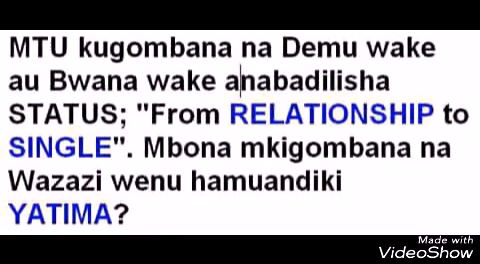 MTU kugombana na Demu wake
au Bwana wake anabadilisha
STATUS; "From RELATIONSHIP to
SINGLE". Mbona mkigombana na
Wazazi wenu hamuandiki
YATIMA?
Made with
VideoShow